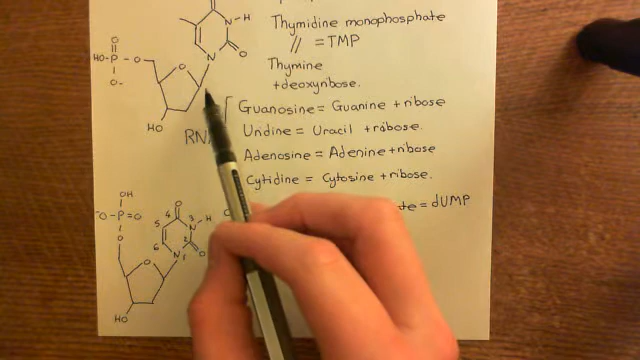 Thymidine monophosphate
// = TMP
Thymine
+deoxyribose.
Guanosine = Guanine + ribose
Uridine = Uracil + ribose.
Adenosine = Adenine + ribose
Cytidine = Cytosine + ribose.
= dUMP
O
N-H
O
N
O
HO-P-O
O-
O
HO
OH
-O-P=O
O
O
4
5
3
N-H
2
6
N
1
O
O
HO